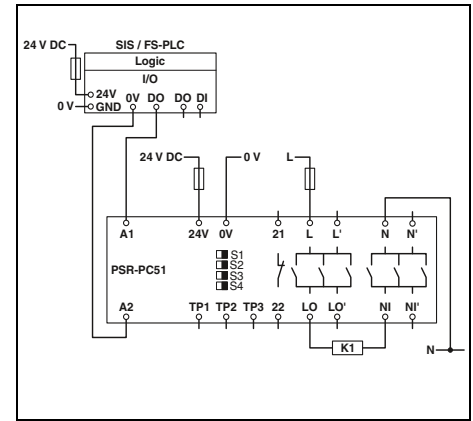 24 V DC SIS / FS-PLC
Logic
I/O
24V
0V DO DO DI
0 V GND
24 V DC 0 V L
A1 24V 0V 21 L L' N N'
S1
PSR-PC51 S2
S3
S4
A2 TP1 TP2 TP3 22 LO LO' NI NI'
K1 N